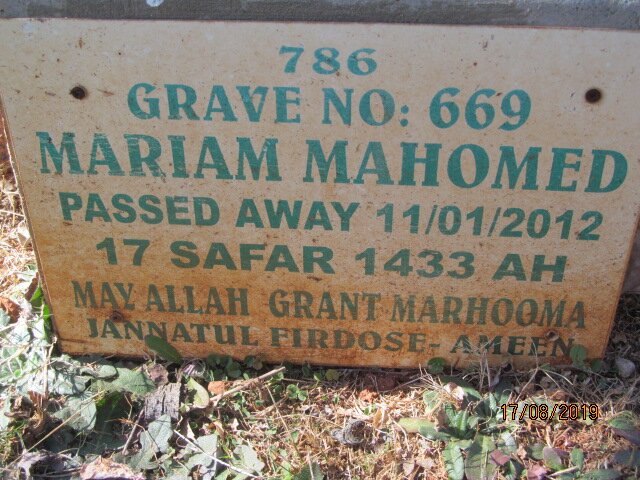 786
GRAVE NO: 669
MARIAM MAHOMED
PASSED AWAY 11/01/2012
17 SAFAR 1433 AH
MAY ALLAH GRANT MARHOOMA
JANNATUL FIRDOSE- AMEEN
17/08/2019